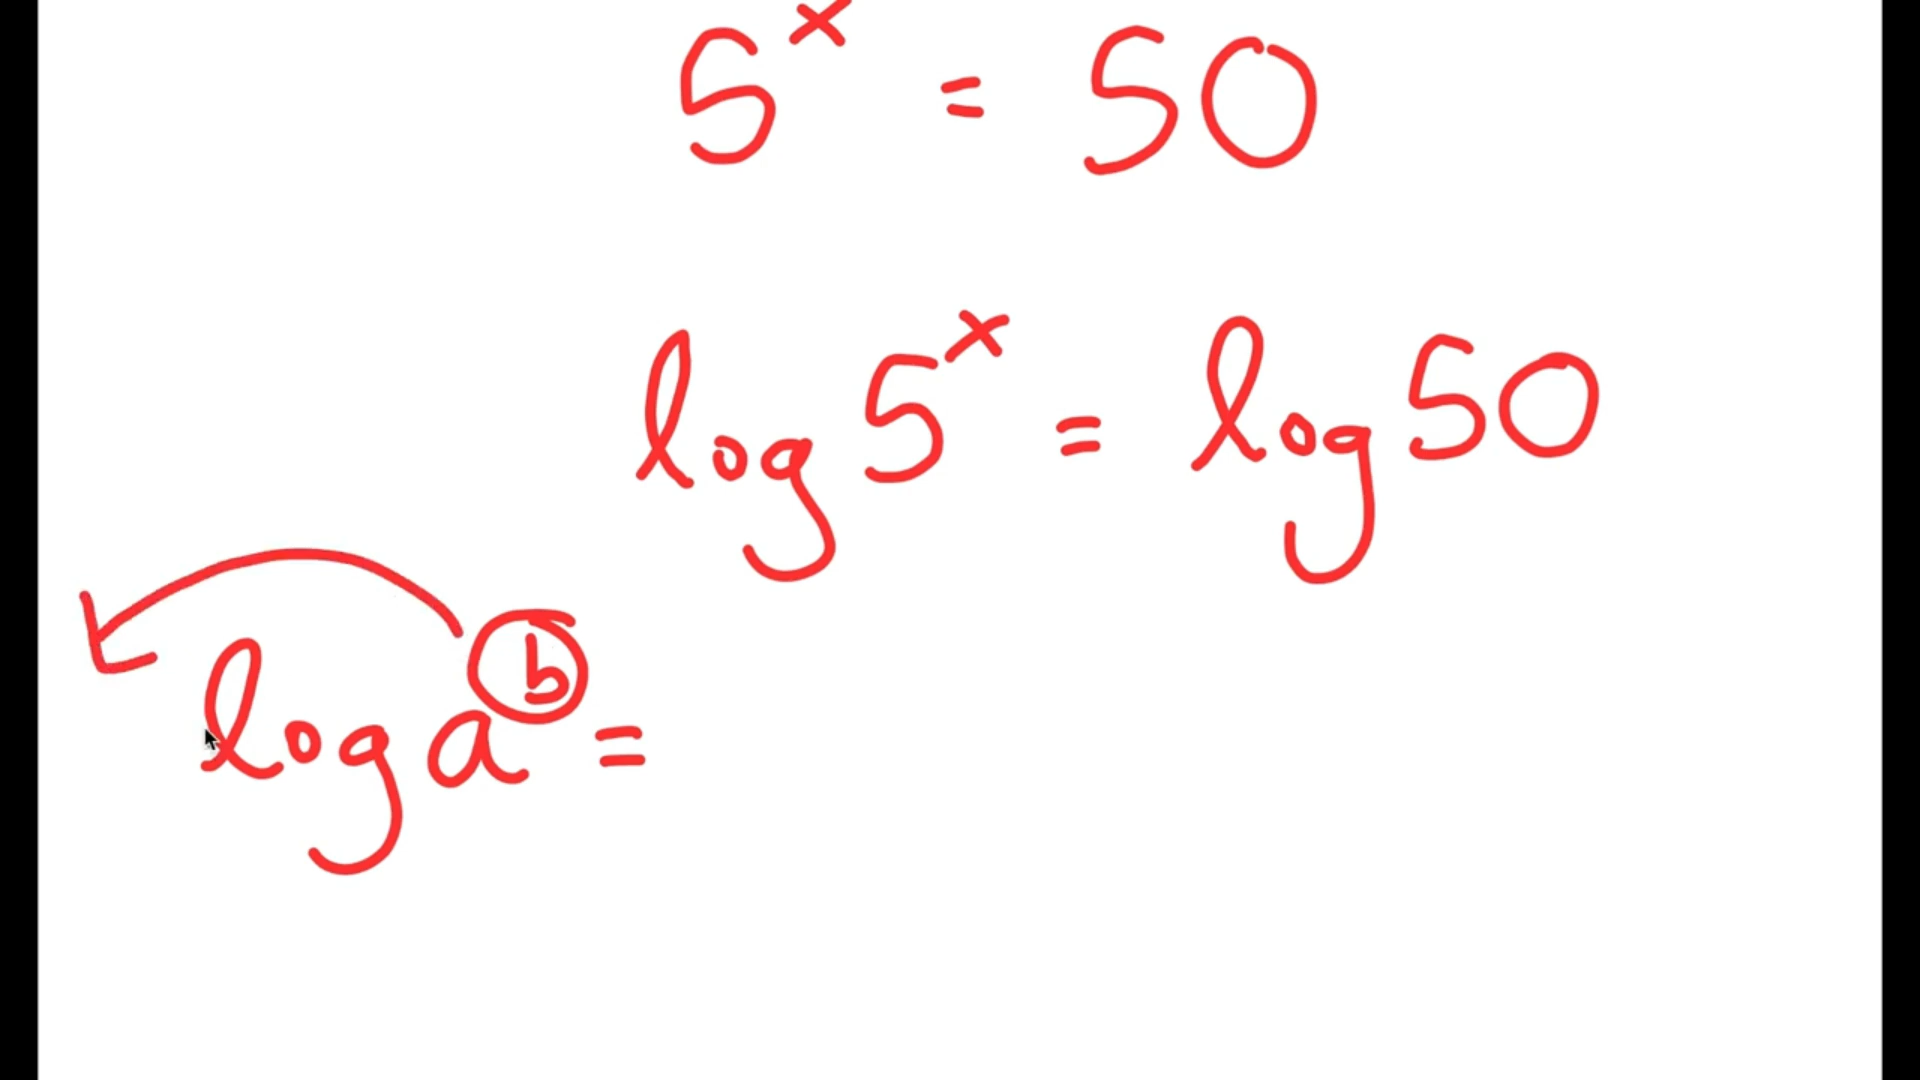 5^x = 50
log 5^x = log 50
log a^b =